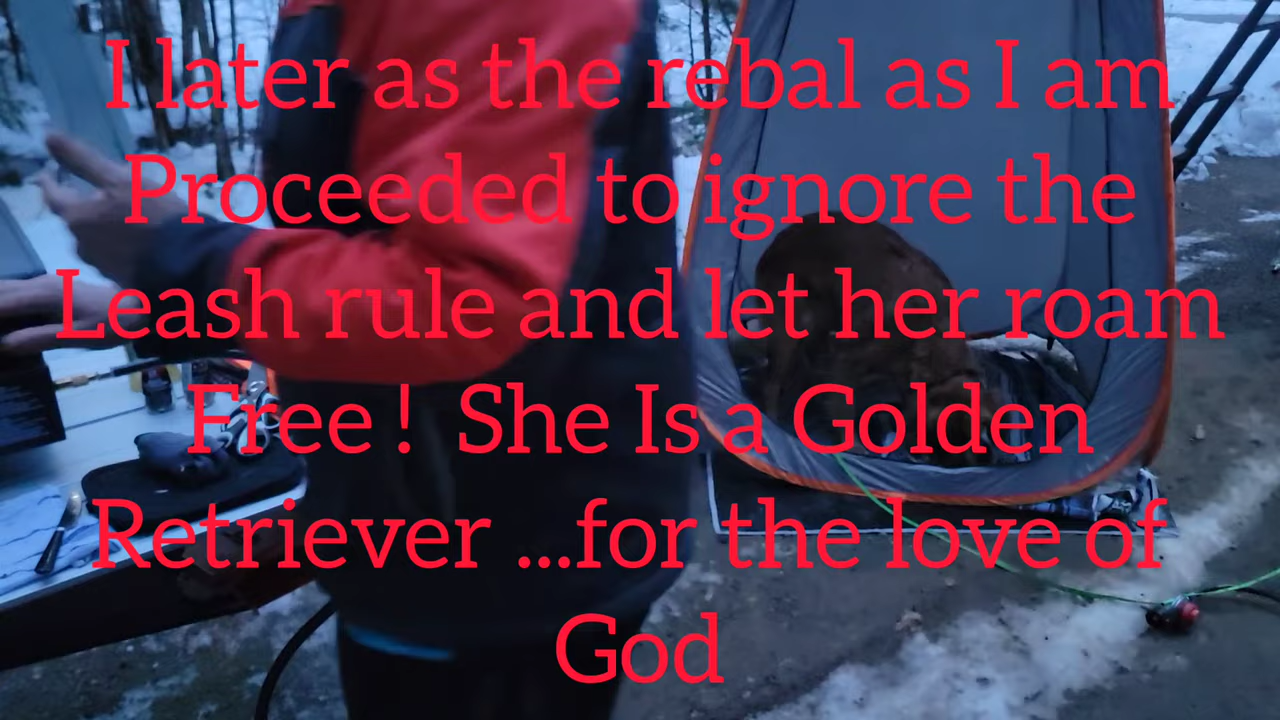 I later as the rebal as I am
Proceeded to ignore the
Leash rule and let her roam
Free ! She Is a Golden
Retriever ...for the love of
God